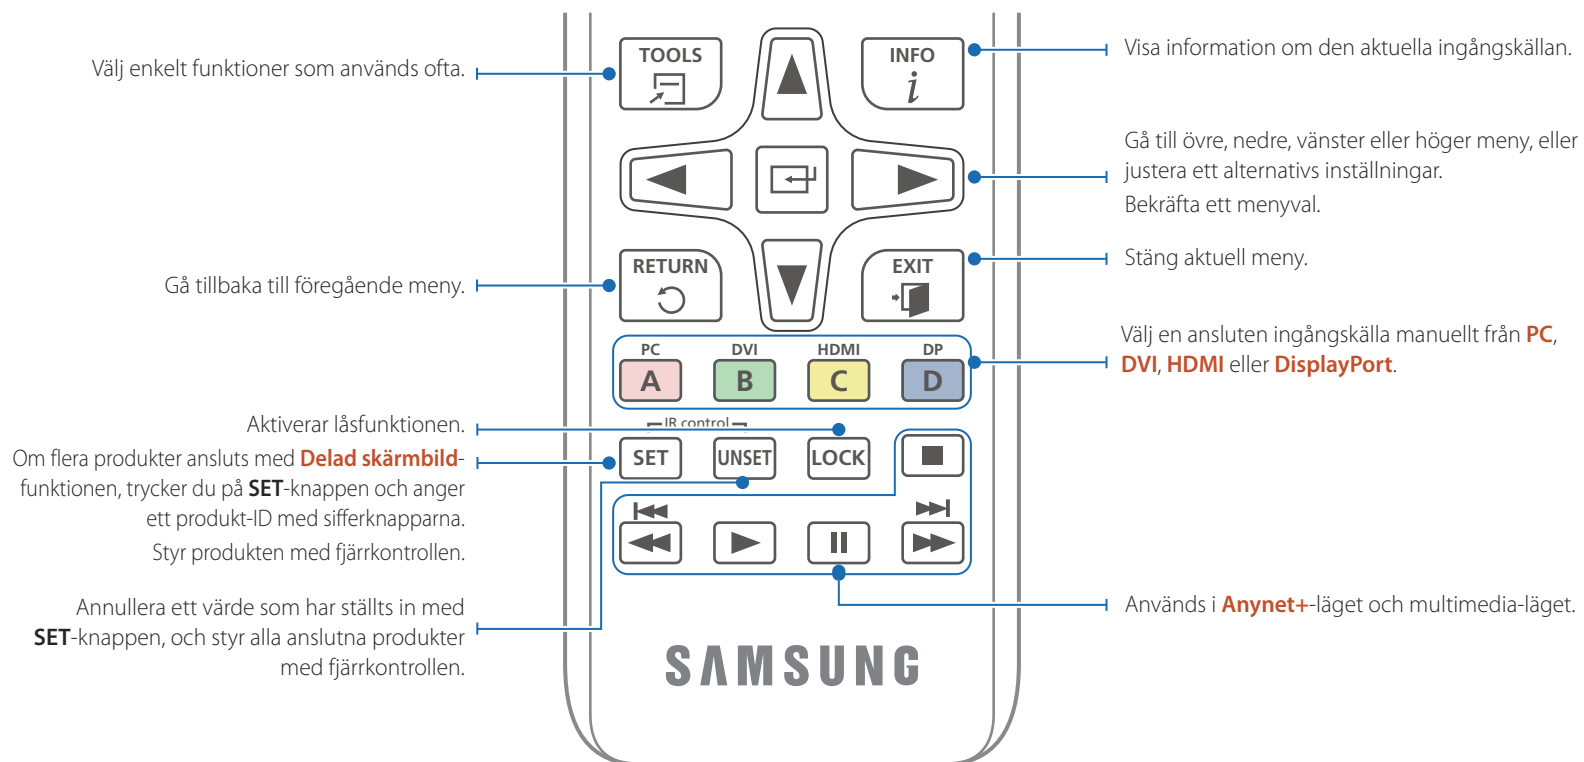 TOOLS
INFO
i
Välj enkelt funktioner som används ofta.
Visa information om den aktuella ingångskällan.
Gå till övre, nedre, vänster eller höger meny, eller
justera ett alternativs inställningar.
Bekräfta ett menyval.
RETURN
EXIT
Gå tillbaka till föregående meny.
Stäng aktuell meny.
PC DVI HDMI DP
A B C D
Välj en ansluten ingångskälla manuellt från PC,
DVI, HDMI eller DisplayPort.
IR control
SET UNSET LOCK
Aktiverar låsfunktionen.
Om flera produkter ansluts med Delad skärmbild-
funktionen, trycker du på SET-knappen och anger
ett produkt-ID med sifferknapparna.
Styr produkten med fjärrkontrollen.
Annullera ett värde som har ställts in med
SET-knappen, och styr alla anslutna produkter
med fjärrkontrollen.
Används i Anynet+-läget och multimedia-läget.
SAMSUNG